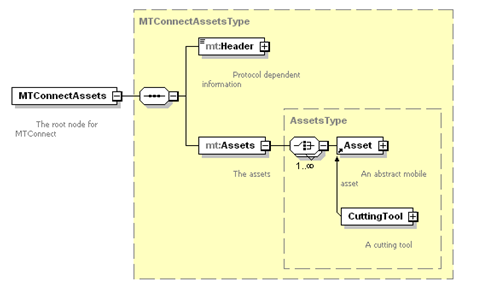 MTConnectAssetsType
mt:Header
Protocol dependent
information
MTConnectAssets
The root node for
MTConnect
mt:Assets
The assets
AssetsType
1..∞
Asset
An abstract mobile
asset
CuttingTool
A cutting tool